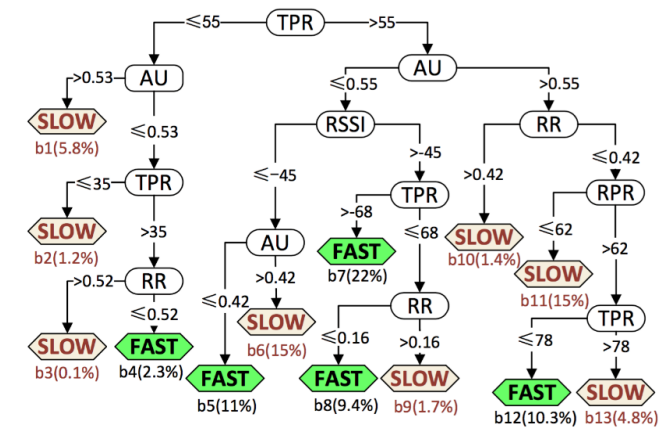 ≤55 TPR >55
>0.53 AU AU
≤0.55 >0.55
SLOW RSSI RR
b1(5.8%) ≤0.53
≤-45 >-45 >0.42 ≤0.42
≤35 TPR TPR RPR
SLOW >35 >-68 ≤68 SLOW ≤62 >62
b2(1.2%) AU FAST b10(1.4%) SLOW
>0.52 RR b7(22%) b11(15%)
≤0.52 ≤0.42 >0.42 RR TPR
SLOW FAST SLOW ≤0.16 >0.16 ≤78 >78
b3(0.1%) b4(2.3%) b6(15%)
FAST FAST SLOW FAST SLOW
b5(11%) b8(9.4%) b9(1.7%) b12(10.3%) b13(4.8%)